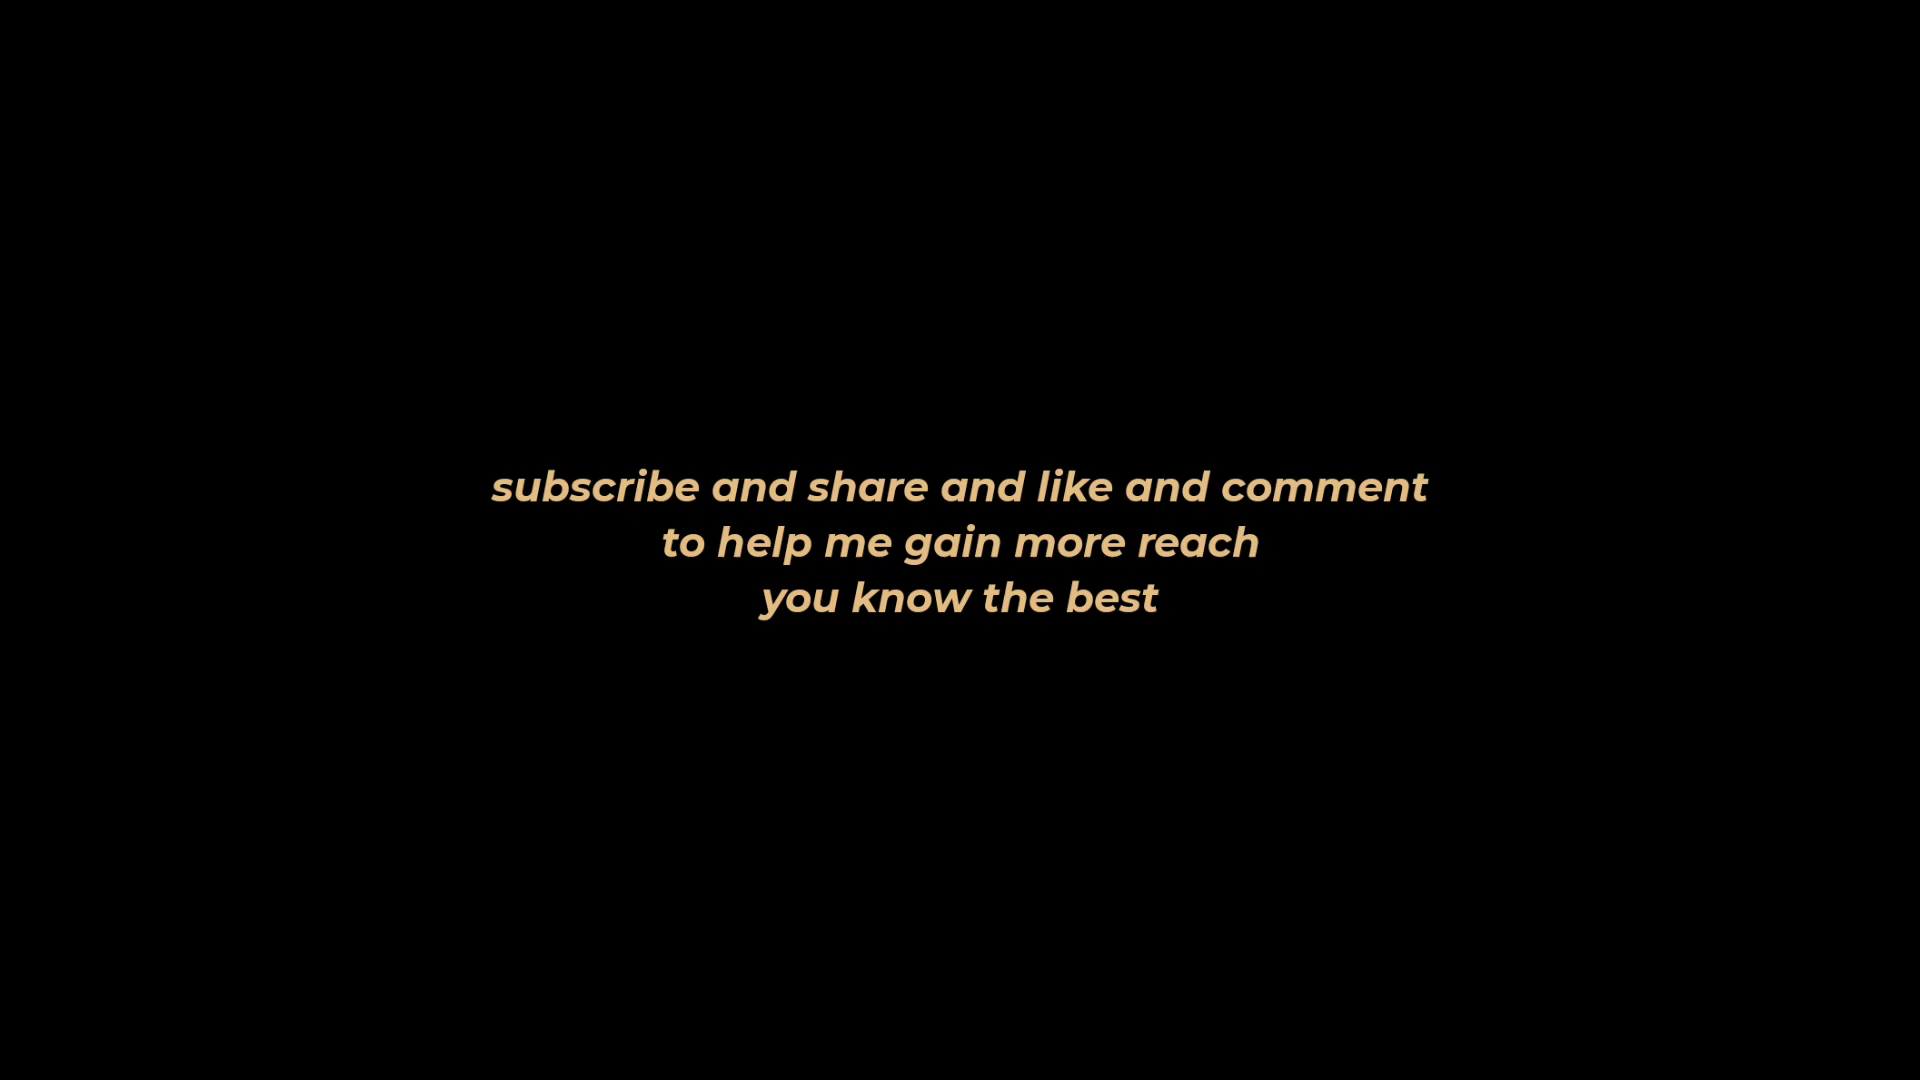 subscribe and share and like and comment
to help me gain more reach
you know the best